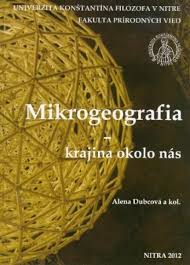 UNIVERZITA KONŠTANTÍNA FILOZOFA V NITRE
FAKULTA PRÍRODNÝCH VIED
Mikrogeografia
–
krajina okolo nás
Alena Dubcová a kol.
NITRA 2012